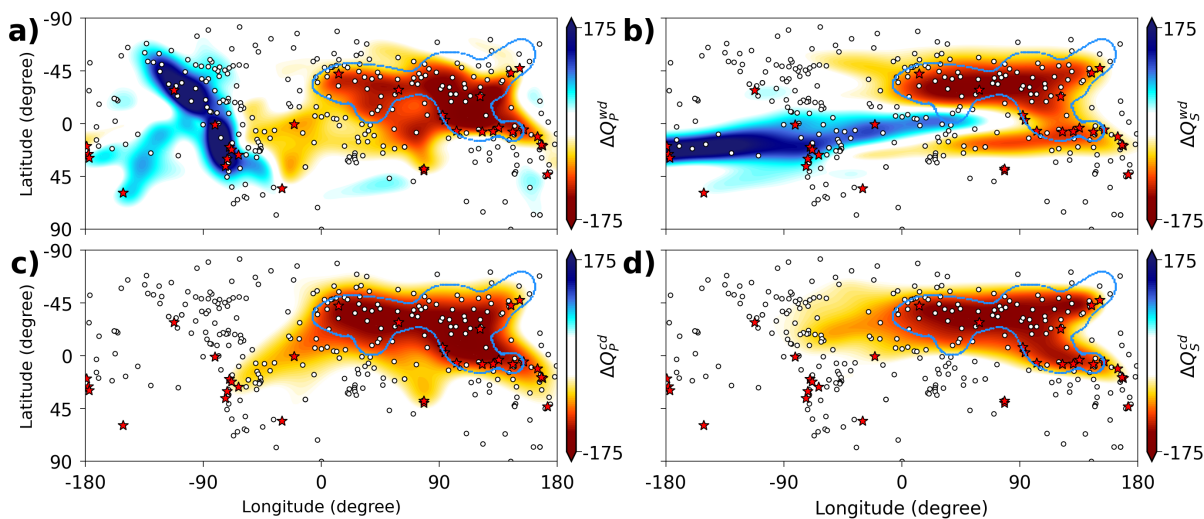 a)
-90
-45
0
45
90
Latitude (degree)
175
ΔQ_P^wd
-175
b)
175
ΔQ_S^wd
-175
c)
-90
-45
0
45
90
Latitude (degree)
-180 -90 0 90 180
Longitude (degree)
175
ΔQ_P^cd
-175
d)
-180 -90 0 90 180
Longitude (degree)
175
ΔQ_S^cd
-175